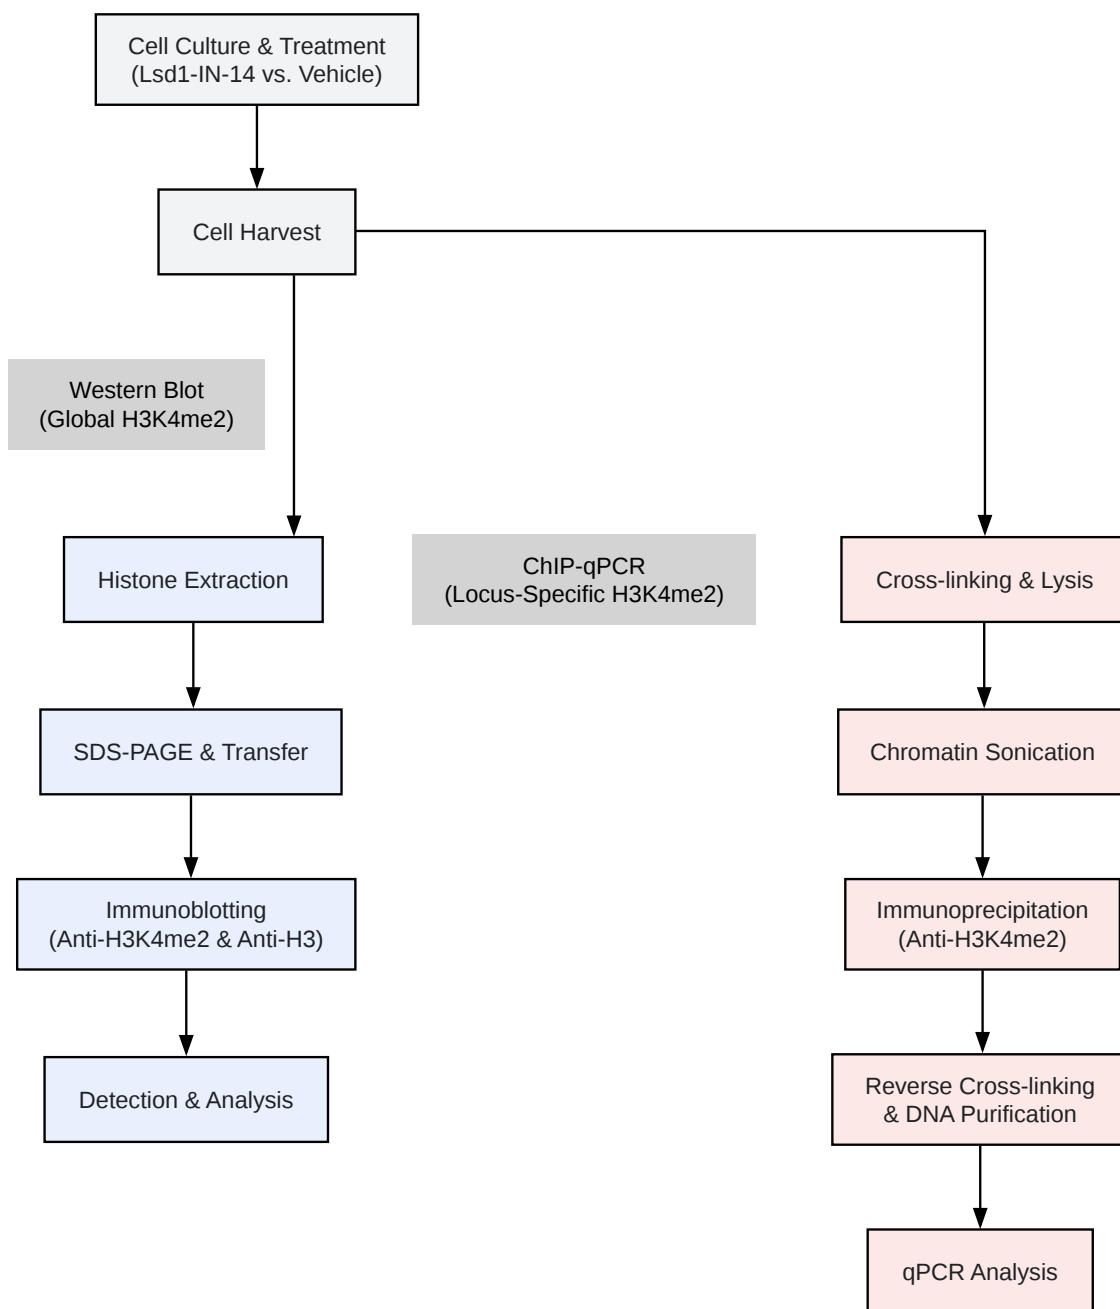 Cell Culture & Treatment
(Lsd1-IN-14 vs. Vehicle)
Cell Harvest
Western Blot
(Global H3K4me2)
Histone Extraction
ChIP-qPCR
(Locus-Specific H3K4me2)
Cross-linking & Lysis
SDS-PAGE & Transfer
Chromatin Sonication
Immunoblotting
(Anti-H3K4me2 & Anti-H3)
Immunoprecipitation
(Anti-H3K4me2)
Detection & Analysis
Reverse Cross-linking
& DNA Purification
qPCR Analysis